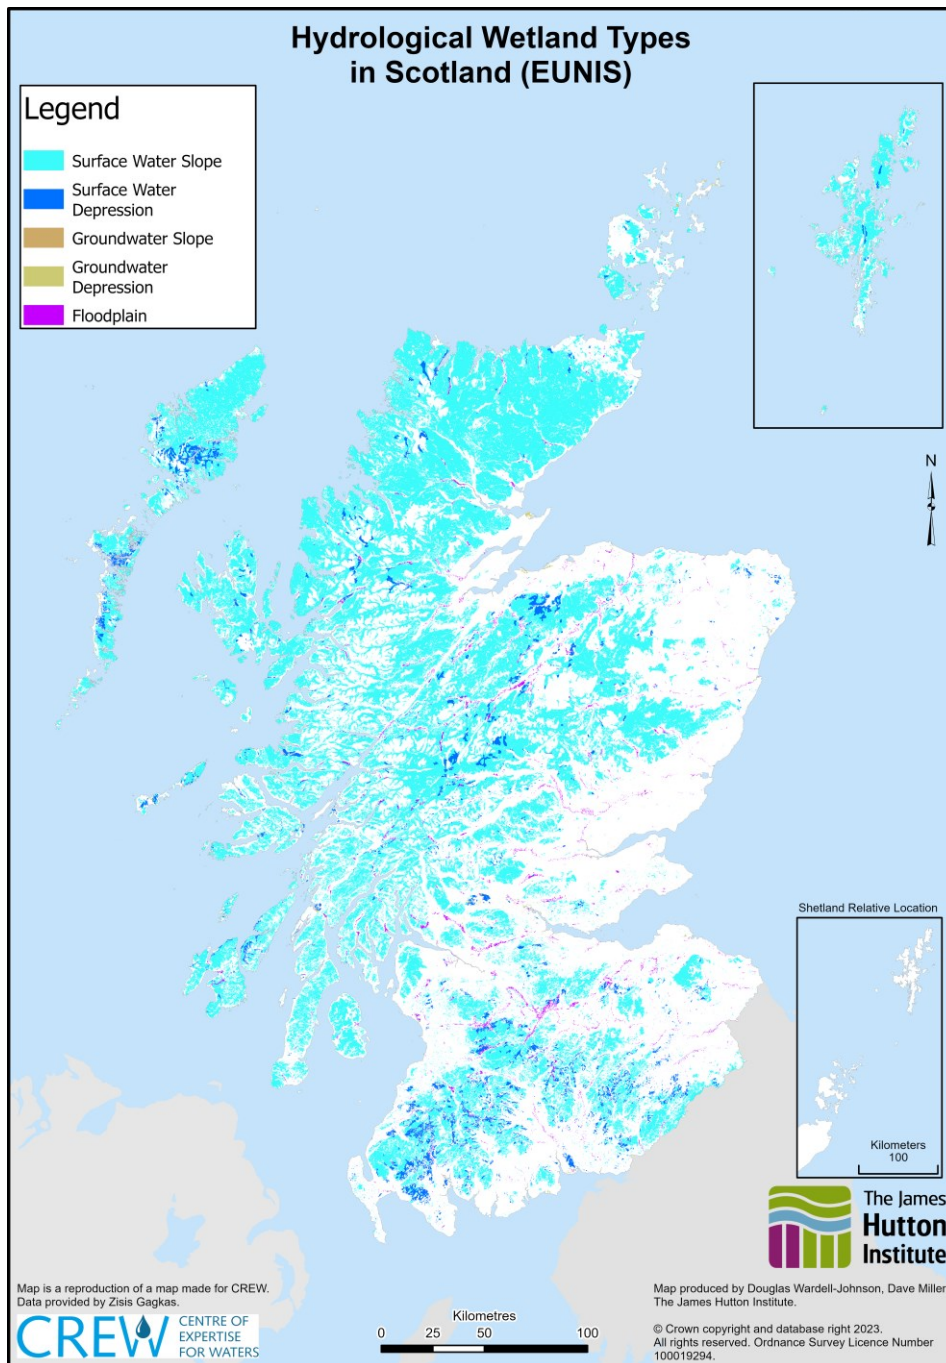 Hydrological Wetland Types
in Scotland (EUNIS)
Legend
Surface Water Slope
Surface Water
Depression
Groundwater Slope
Groundwater
Depression
Floodplain
N
Shetland Relative Location
Kilometers
100
The James
Hutton
Institute
Map is a reproduction of a map made for CREW.
Data provided by Zisis Gagkas.
CREW
CENTRE OF
EXPERTISE
FOR WATERS
Kilometres
0 25 50 100
Map produced by Douglas Wardell-Johnson, Dave Miller
The James Hutton Institute.
© Crown copyright and database right 2023.
All rights reserved. Ordnance Survey Licence Number
100019294.